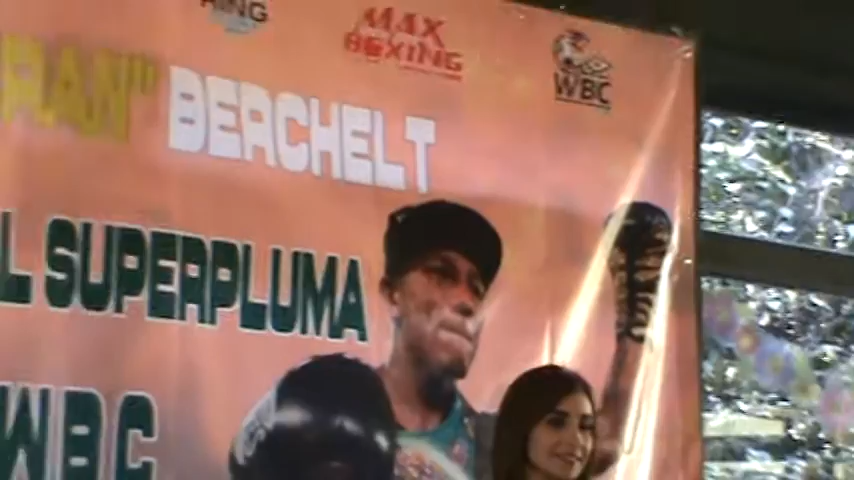 RING
MAX
BOXING
WBC
RAN" BERCHELT
L SUPERPLUMA
WBC